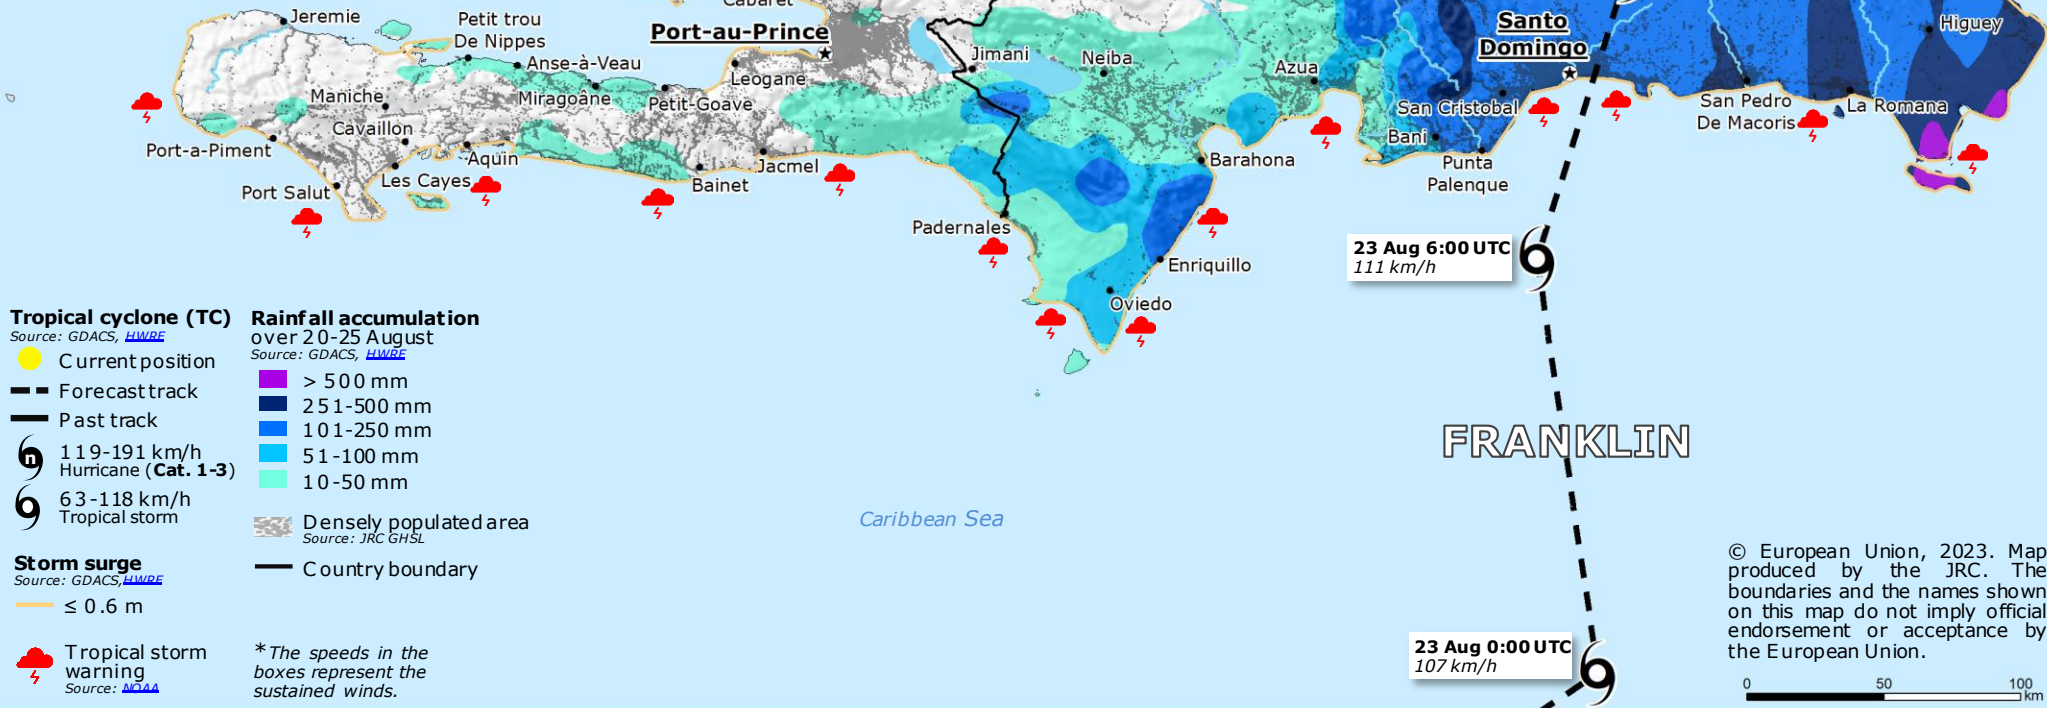 Cabaret
Jeremie
Petit trou
De Nippes
Port-au-Prince
Santo
Domingo
Higuey
Anse-à-Veau
Leogane
Jimani
Neiba
Azua
Maniche
Miragoâne
Petit-Goave
San Cristobal
San Pedro
De Macoris
La Romana
Cavaillon
Port-a-Piment
Aquin
Jacmel
Barahona
Bani
Punta
Palenque
Les Cayes
Bainet
Port Salut
Padernales
Enriquillo
Oviedo
23 Aug 6:00 UTC
111 km/h
FRANKLIN
Caribbean Sea
23 Aug 0:00 UTC
107 km/h
Tropical cyclone (TC)
Source: GDACS, HWRF
Current position
Forecast track
Past track
n
119-191 km/h
Hurricane (Cat. 1-3)
63-118 km/h
Tropical storm
Storm surge
Source: GDACS,HWRF
≤ 0.6 m
Tropical storm
warning
Source: NOAA
Rainfall accumulation
over 20-25 August
Source: GDACS, HWRF
> 500 mm
251-500 mm
101-250 mm
51-100 mm
10-50 mm
Densely populated area
Source: JRC GHSL
Country boundary
*The speeds in the
boxes represent the
sustained winds.
© European Union, 2023. Map
produced by the JRC. The
boundaries and the names shown
on this map do not imply official
endorsement or acceptance by
the European Union.
0 50 100
km